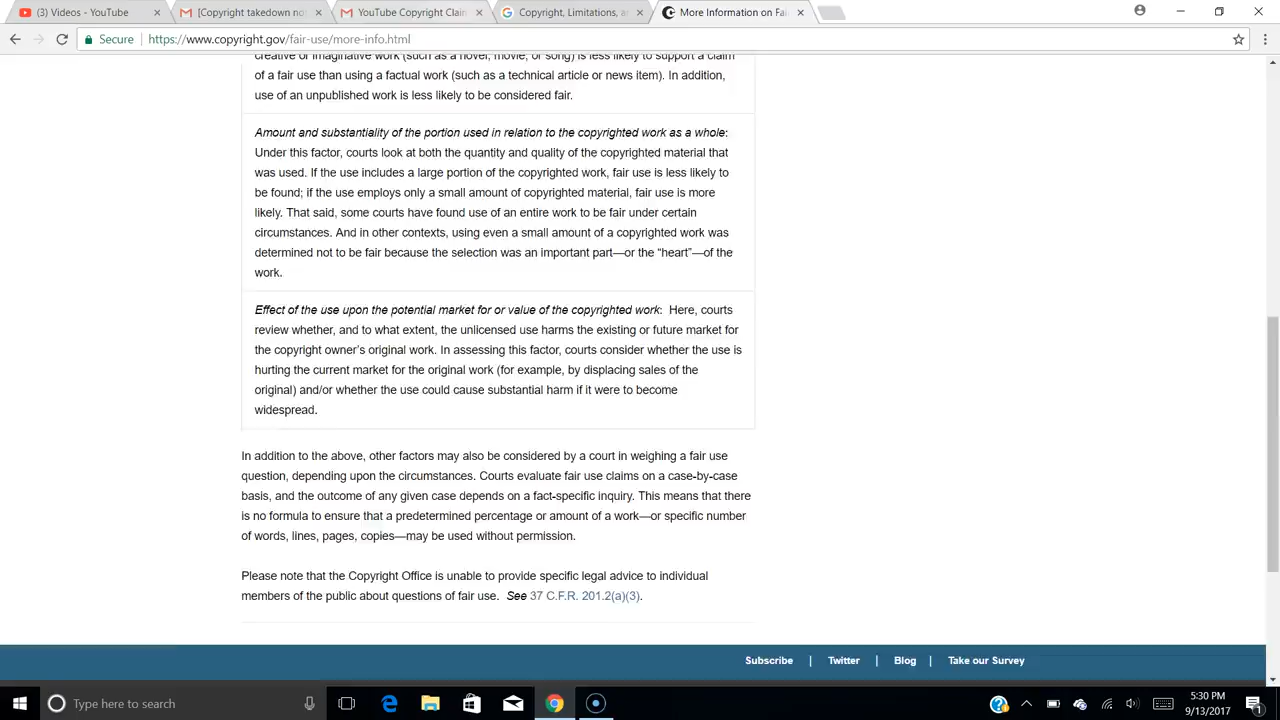 (3) Videos - YouTube
[Copyright takedown no
YouTube Copyright Clai
Copyright, Limitations, a
More Information on Fai
Secure
https://www.copyright.gov/fair-use/more-info.html
creative or imaginative work (such as a novel, movie, or song) is less likely to support a claim
of a fair use than using a factual work (such as a technical article or news item). In addition,
use of an unpublished work is less likely to be considered fair.
Amount and substantiality of the portion used in relation to the copyrighted work as a whole:
Under this factor, courts look at both the quantity and quality of the copyrighted material that
was used. If the use includes a large portion of the copyrighted work, fair use is less likely to
be found; if the use employs only a small amount of copyrighted material, fair use is more
likely. That said, some courts have found use of an entire work to be fair under certain
circumstances. And in other contexts, using even a small amount of a copyrighted work was
determined not to be fair because the selection was an important part—or the “heart”—of the
work.
Effect of the use upon the potential market for or value of the copyrighted work: Here, courts
review whether, and to what extent, the unlicensed use harms the existing or future market for
the copyright owner’s original work. In assessing this factor, courts consider whether the use is
hurting the current market for the original work (for example, by displacing sales of the
original) and/or whether the use could cause substantial harm if it were to become
widespread.
In addition to the above, other factors may also be considered by a court in weighing a fair use
question, depending upon the circumstances. Courts evaluate fair use claims on a case-by-case
basis, and the outcome of any given case depends on a fact-specific inquiry. This means that there
is no formula to ensure that a predetermined percentage or amount of a work—or specific number
of words, lines, pages, copies—may be used without permission.
Please note that the Copyright Office is unable to provide specific legal advice to individual
members of the public about questions of fair use. See 37 C.F.R. 201.2(a)(3).
Subscribe | Twitter | Blog | Take our Survey
Type here to search
5:30 PM
9/13/2017